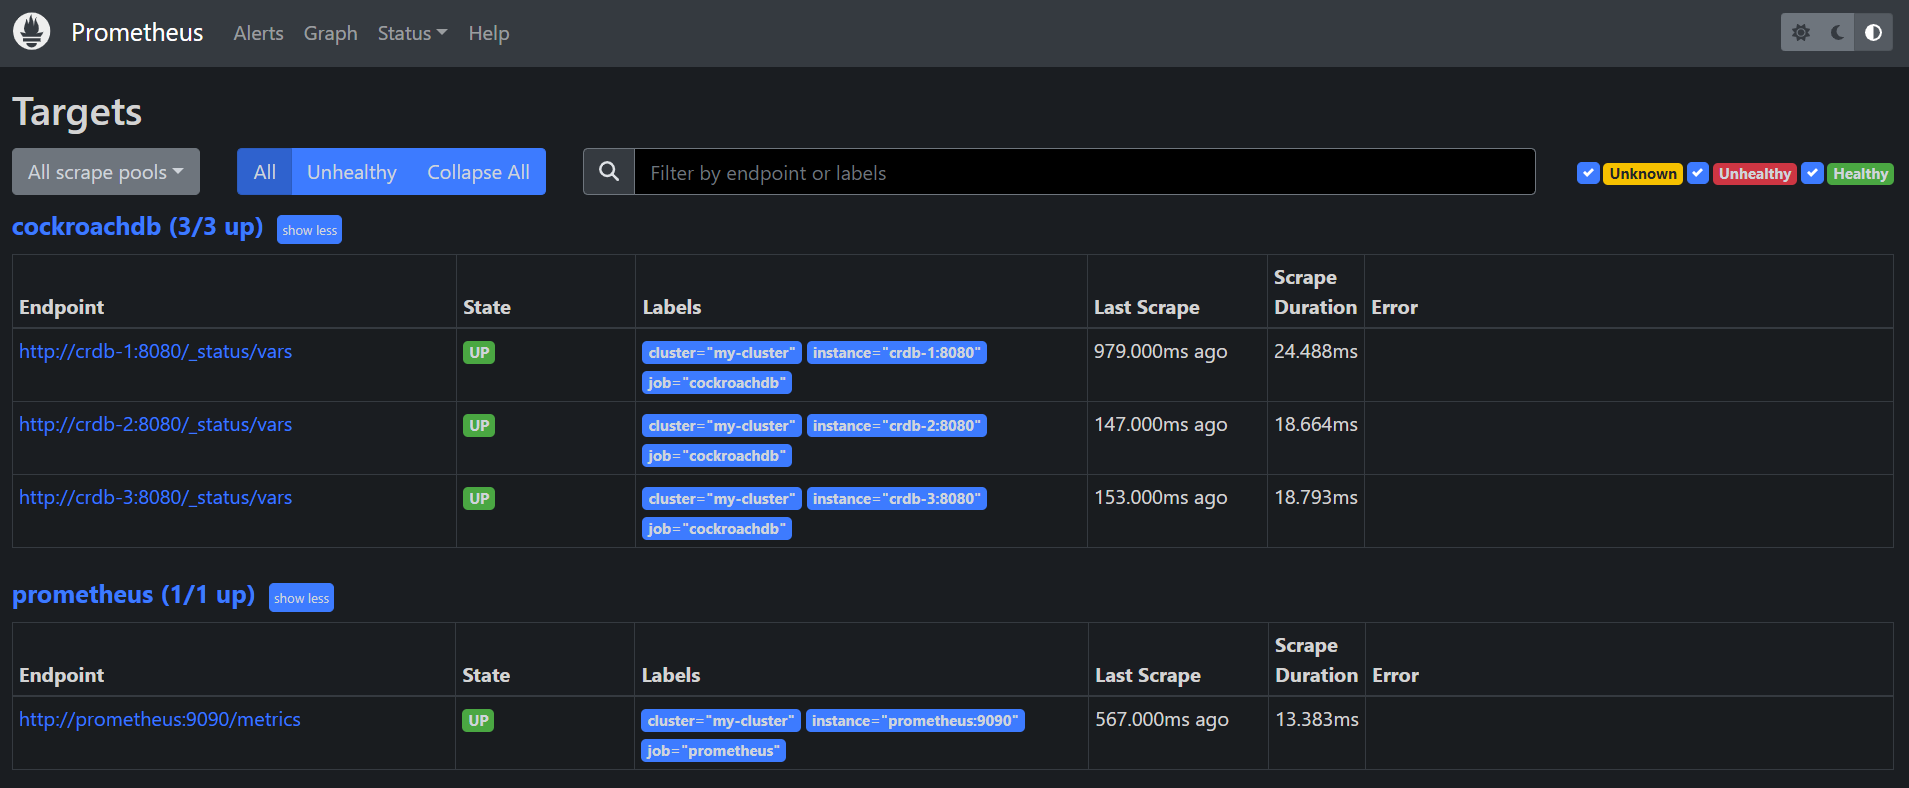 Prometheus Alerts Graph Status Help
Targets
All scrape pools All Unhealthy Collapse All Filter by endpoint or labels Unknown Unhealthy Healthy
cockroachdb (3/3 up) show less
Endpoint State Labels Last Scrape Scrape Duration Error
http://crdb-1:8080/_status/vars UP cluster="my-cluster" instance="crdb-1:8080" 979.000ms ago 24.488ms
job="cockroachdb"
http://crdb-2:8080/_status/vars UP cluster="my-cluster" instance="crdb-2:8080" 147.000ms ago 18.664ms
job="cockroachdb"
http://crdb-3:8080/_status/vars UP cluster="my-cluster" instance="crdb-3:8080" 153.000ms ago 18.793ms
job="cockroachdb"
prometheus (1/1 up) show less
Endpoint State Labels Last Scrape Scrape Duration Error
http://prometheus:9090/metrics UP cluster="my-cluster" instance="prometheus:9090" 567.000ms ago 13.383ms
job="prometheus"